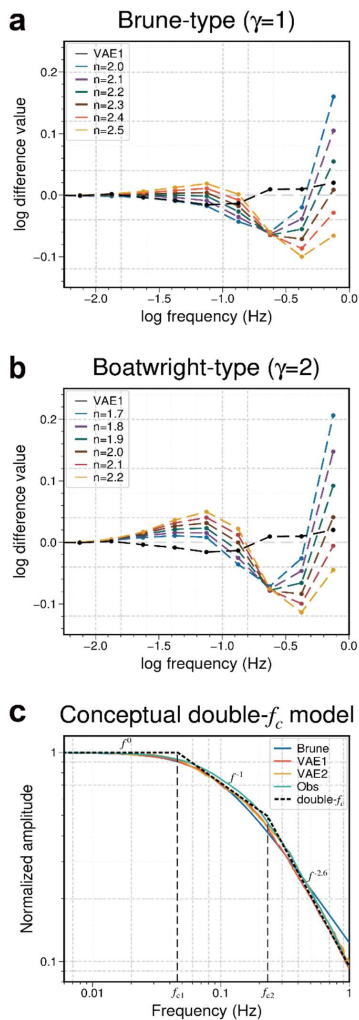 a Brune-type (γ=1)
VAE1
n=2.0
n=2.1
n=2.2
n=2.3
n=2.4
n=2.5
0.2
0.1
0.0
−0.1
log difference value
−2.0 −1.5 −1.0 −0.5 0.0
log frequency (Hz)
b Boatwright-type (γ=2)
VAE1
n=1.7
n=1.8
n=1.9
n=2.0
n=2.1
n=2.2
0.2
0.1
0.0
−0.1
log difference value
−2.0 −1.5 −1.0 −0.5 0.0
log frequency (Hz)
c Conceptual double-fc model
f0
f-1
f-2.6
Brune
VAE1
VAE2
Obs
double-fc
1
0.1
Normalized amplitude
0.01 fc1 0.1 fc2 1
Frequency (Hz)